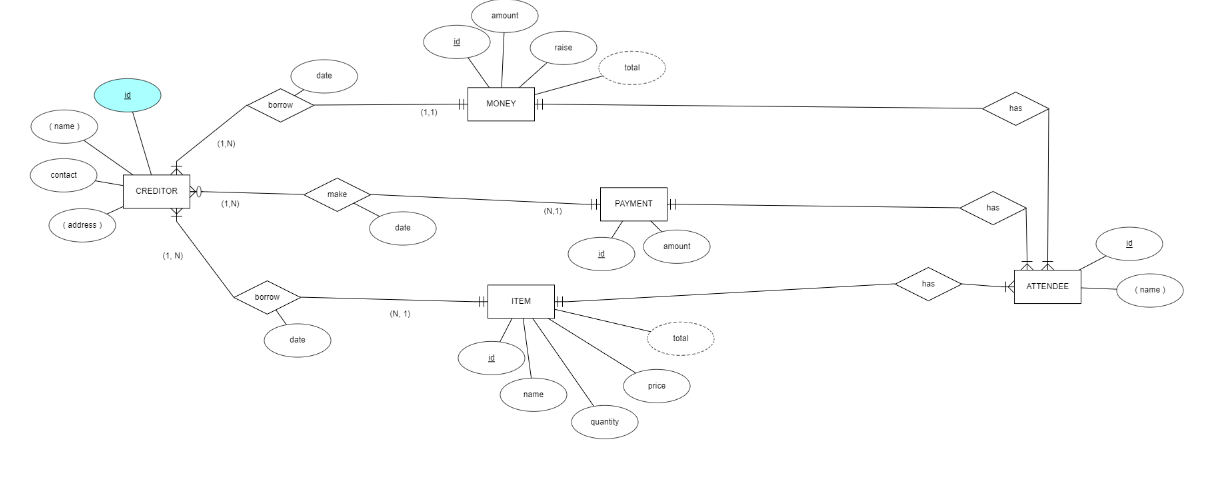 amount
id
raise
total
date
borrow
MONEY
(1,1)
has
id
( name )
(1,N)
contact
CREDITOR
( address )
make
(1,N)
date
(N,1)
PAYMENT
id
amount
has
(1, N)
borrow
date
(N, 1)
ITEM
has
ATTENDEE
id
( name )
total
id
name
price
quantity